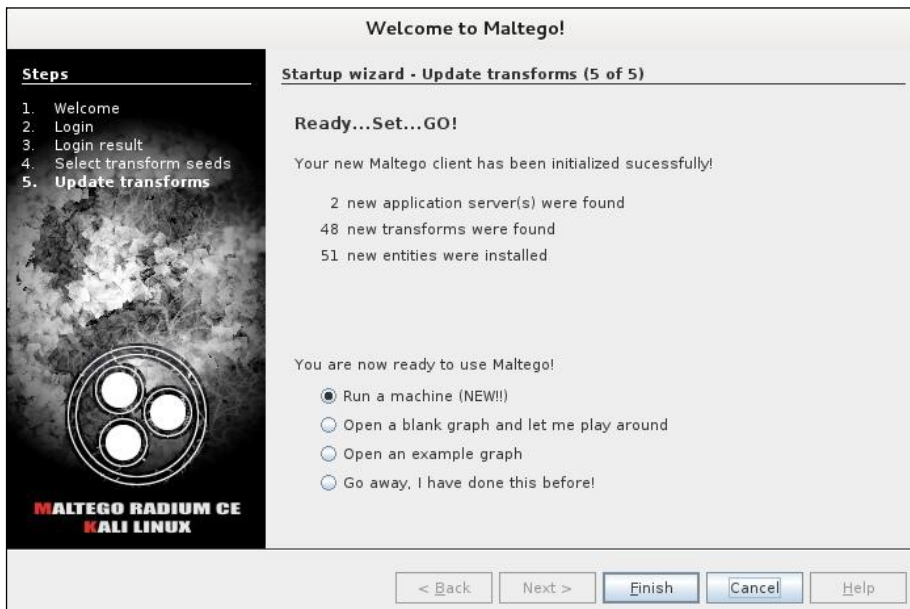 Welcome to Maltego!
Steps
1. Welcome
2. Login
3. Login result
4. Select transform seeds
5. Update transforms
MALTEGO RADIUM CE
KALI LINUX
Startup wizard - Update transforms (5 of 5)
Ready...Set...GO!
Your new Maltego client has been initialized sucessfully!
2 new application server(s) were found
48 new transforms were found
51 new entities were installed
You are now ready to use Maltego!
Run a machine (NEW!!)
Open a blank graph and let me play around
Open an example graph
Go away, I have done this before!
< Back Next > Finish Cancel Help